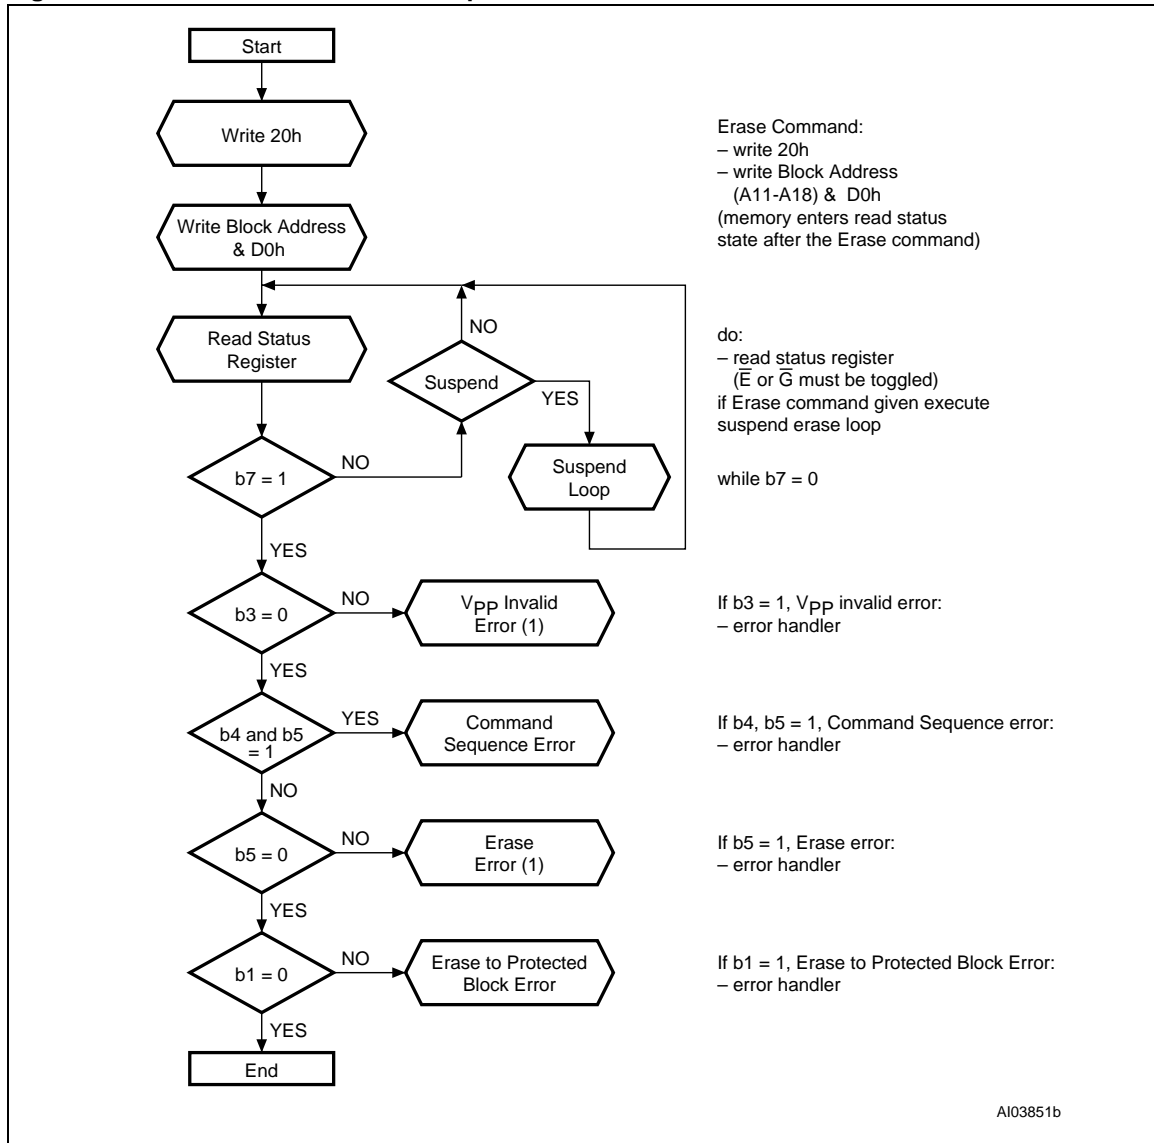 Start
Write 20h
Erase Command:
– write 20h
– write Block Address
(A11-A18) & D0h
(memory enters read status
state after the Erase command)
Write Block Address
& D0h
Read Status
Register
NO
Suspend
YES
do:
– read status register
(E̅ or G̅ must be toggled)
if Erase command given execute
suspend erase loop
while b7 = 0
b7 = 1
NO
Suspend
Loop
YES
b3 = 0
NO
VPP Invalid
Error (1)
If b3 = 1, VPP invalid error:
– error handler
YES
b4 and b5
= 1
YES
Command
Sequence Error
If b4, b5 = 1, Command Sequence error:
– error handler
NO
b5 = 0
NO
Erase
Error (1)
If b5 = 1, Erase error:
– error handler
YES
b1 = 0
NO
Erase to Protected
Block Error
If b1 = 1, Erase to Protected Block Error:
– error handler
YES
End
AI03851b